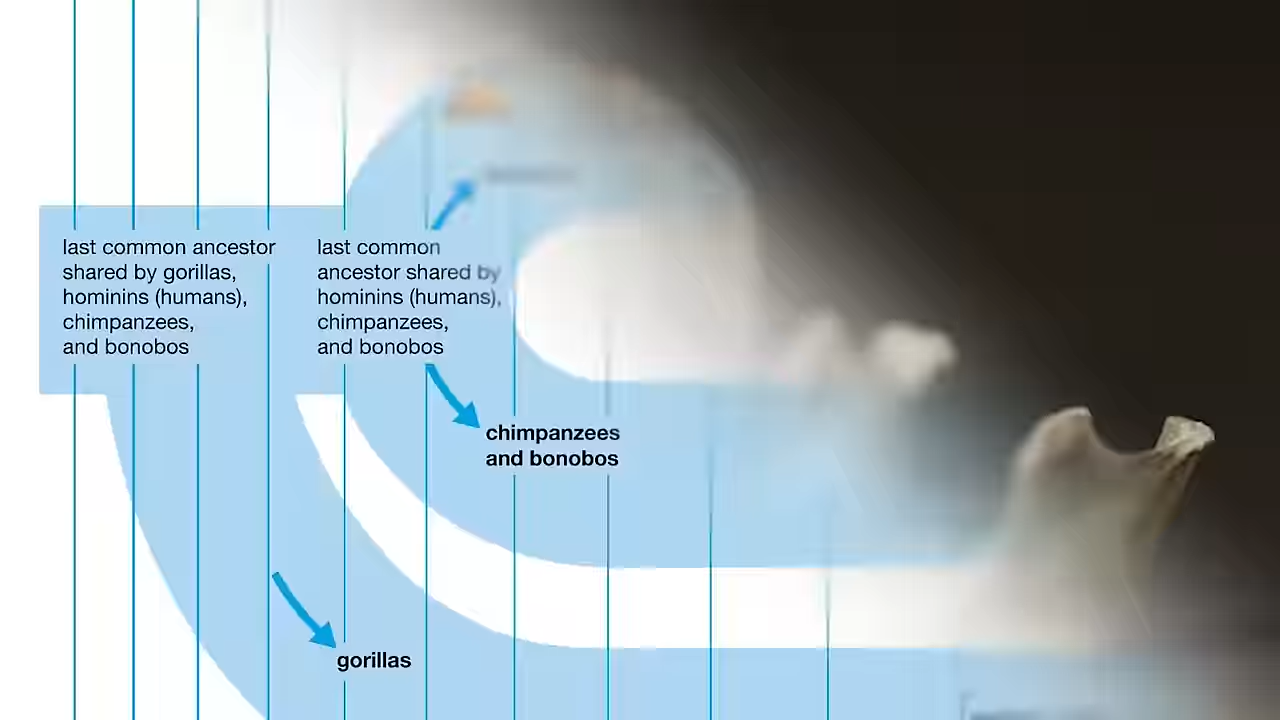 last common ancestor
shared by gorillas,
hominins (humans),
chimpanzees,
and bonobos
last common
ancestor shared by
hominins (humans),
chimpanzees,
and bonobos
chimpanzees
and bonobos
gorillas